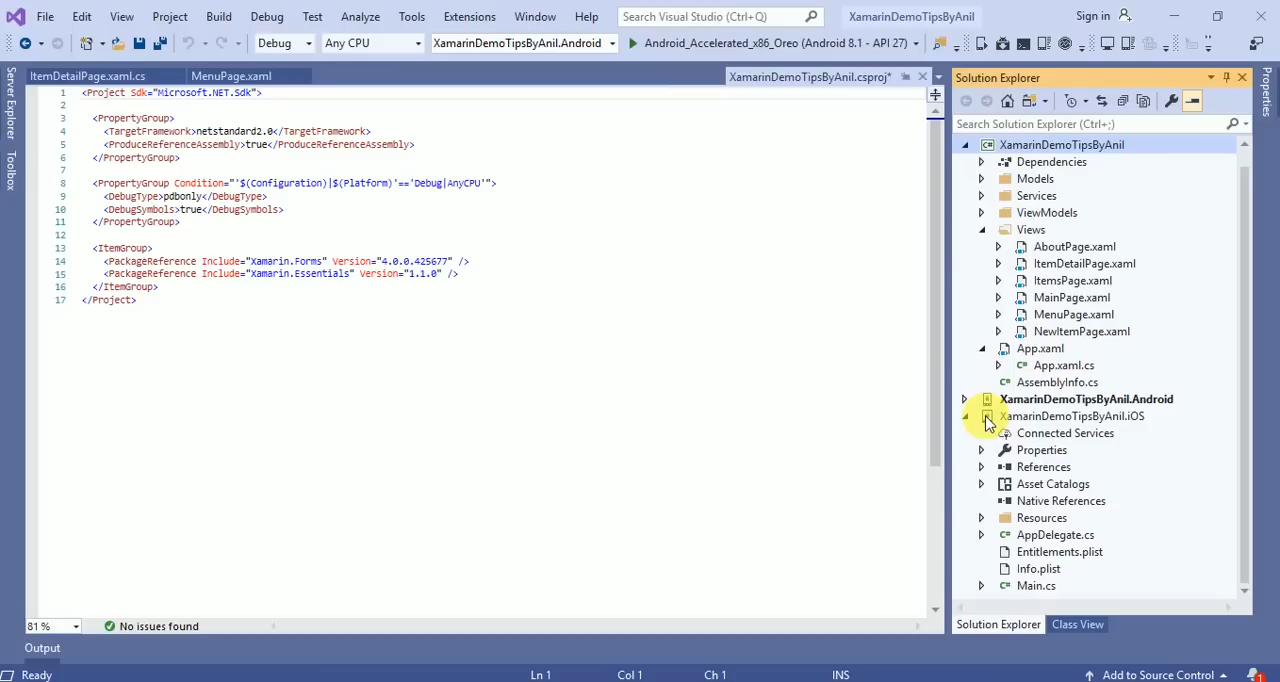 File Edit View Project Build Debug Test Analyze Tools Extensions Window Help Search Visual Studio (Ctrl+Q) XamarinDemoTipsByAnil Sign in
Debug Any CPU XamarinDemoTipsByAnil.Android Android_Accelerated_x86_Oreo (Android 8.1 - API 27)
Server Explorer
Toolbox
ItemDetailPage.xaml.cs MenuPage.xaml XamarinDemoTipsByAnil.csproj*
1 <Project Sdk="Microsoft.NET.Sdk">
2
3 <PropertyGroup>
4 <TargetFramework>netstandard2.0</TargetFramework>
5 <ProduceReferenceAssembly>true</ProduceReferenceAssembly>
6 </PropertyGroup>
7
8 <PropertyGroup Condition="'$(Configuration)|$(Platform)'=='Debug|AnyCPU'">
9 <DebugType>pdbonly</DebugType>
10 <DebugSymbols>true</DebugSymbols>
11 </PropertyGroup>
12
13 <ItemGroup>
14 <PackageReference Include="Xamarin.Forms" Version="4.0.0.425677" />
15 <PackageReference Include="Xamarin.Essentials" Version="1.1.0" />
16 </ItemGroup>
17 </Project>
81 % No issues found
Output
Solution Explorer
Search Solution Explorer (Ctrl+;)
XamarinDemoTipsByAnil
Dependencies
Models
Services
ViewModels
Views
AboutPage.xaml
ItemDetailPage.xaml
ItemsPage.xaml
MainPage.xaml
MenuPage.xaml
NewItemPage.xaml
App.xaml
C# App.xaml.cs
C# AssemblyInfo.cs
XamarinDemoTipsByAnil.Android
XamarinDemoTipsByAnil.iOS
Connected Services
Properties
References
Asset Catalogs
Native References
Resources
C# AppDelegate.cs
Entitlements.plist
Info.plist
C# Main.cs
Solution Explorer Class View
Properties
Ready Ln 1 Col 1 Ch 1 INS Add to Source Control 1